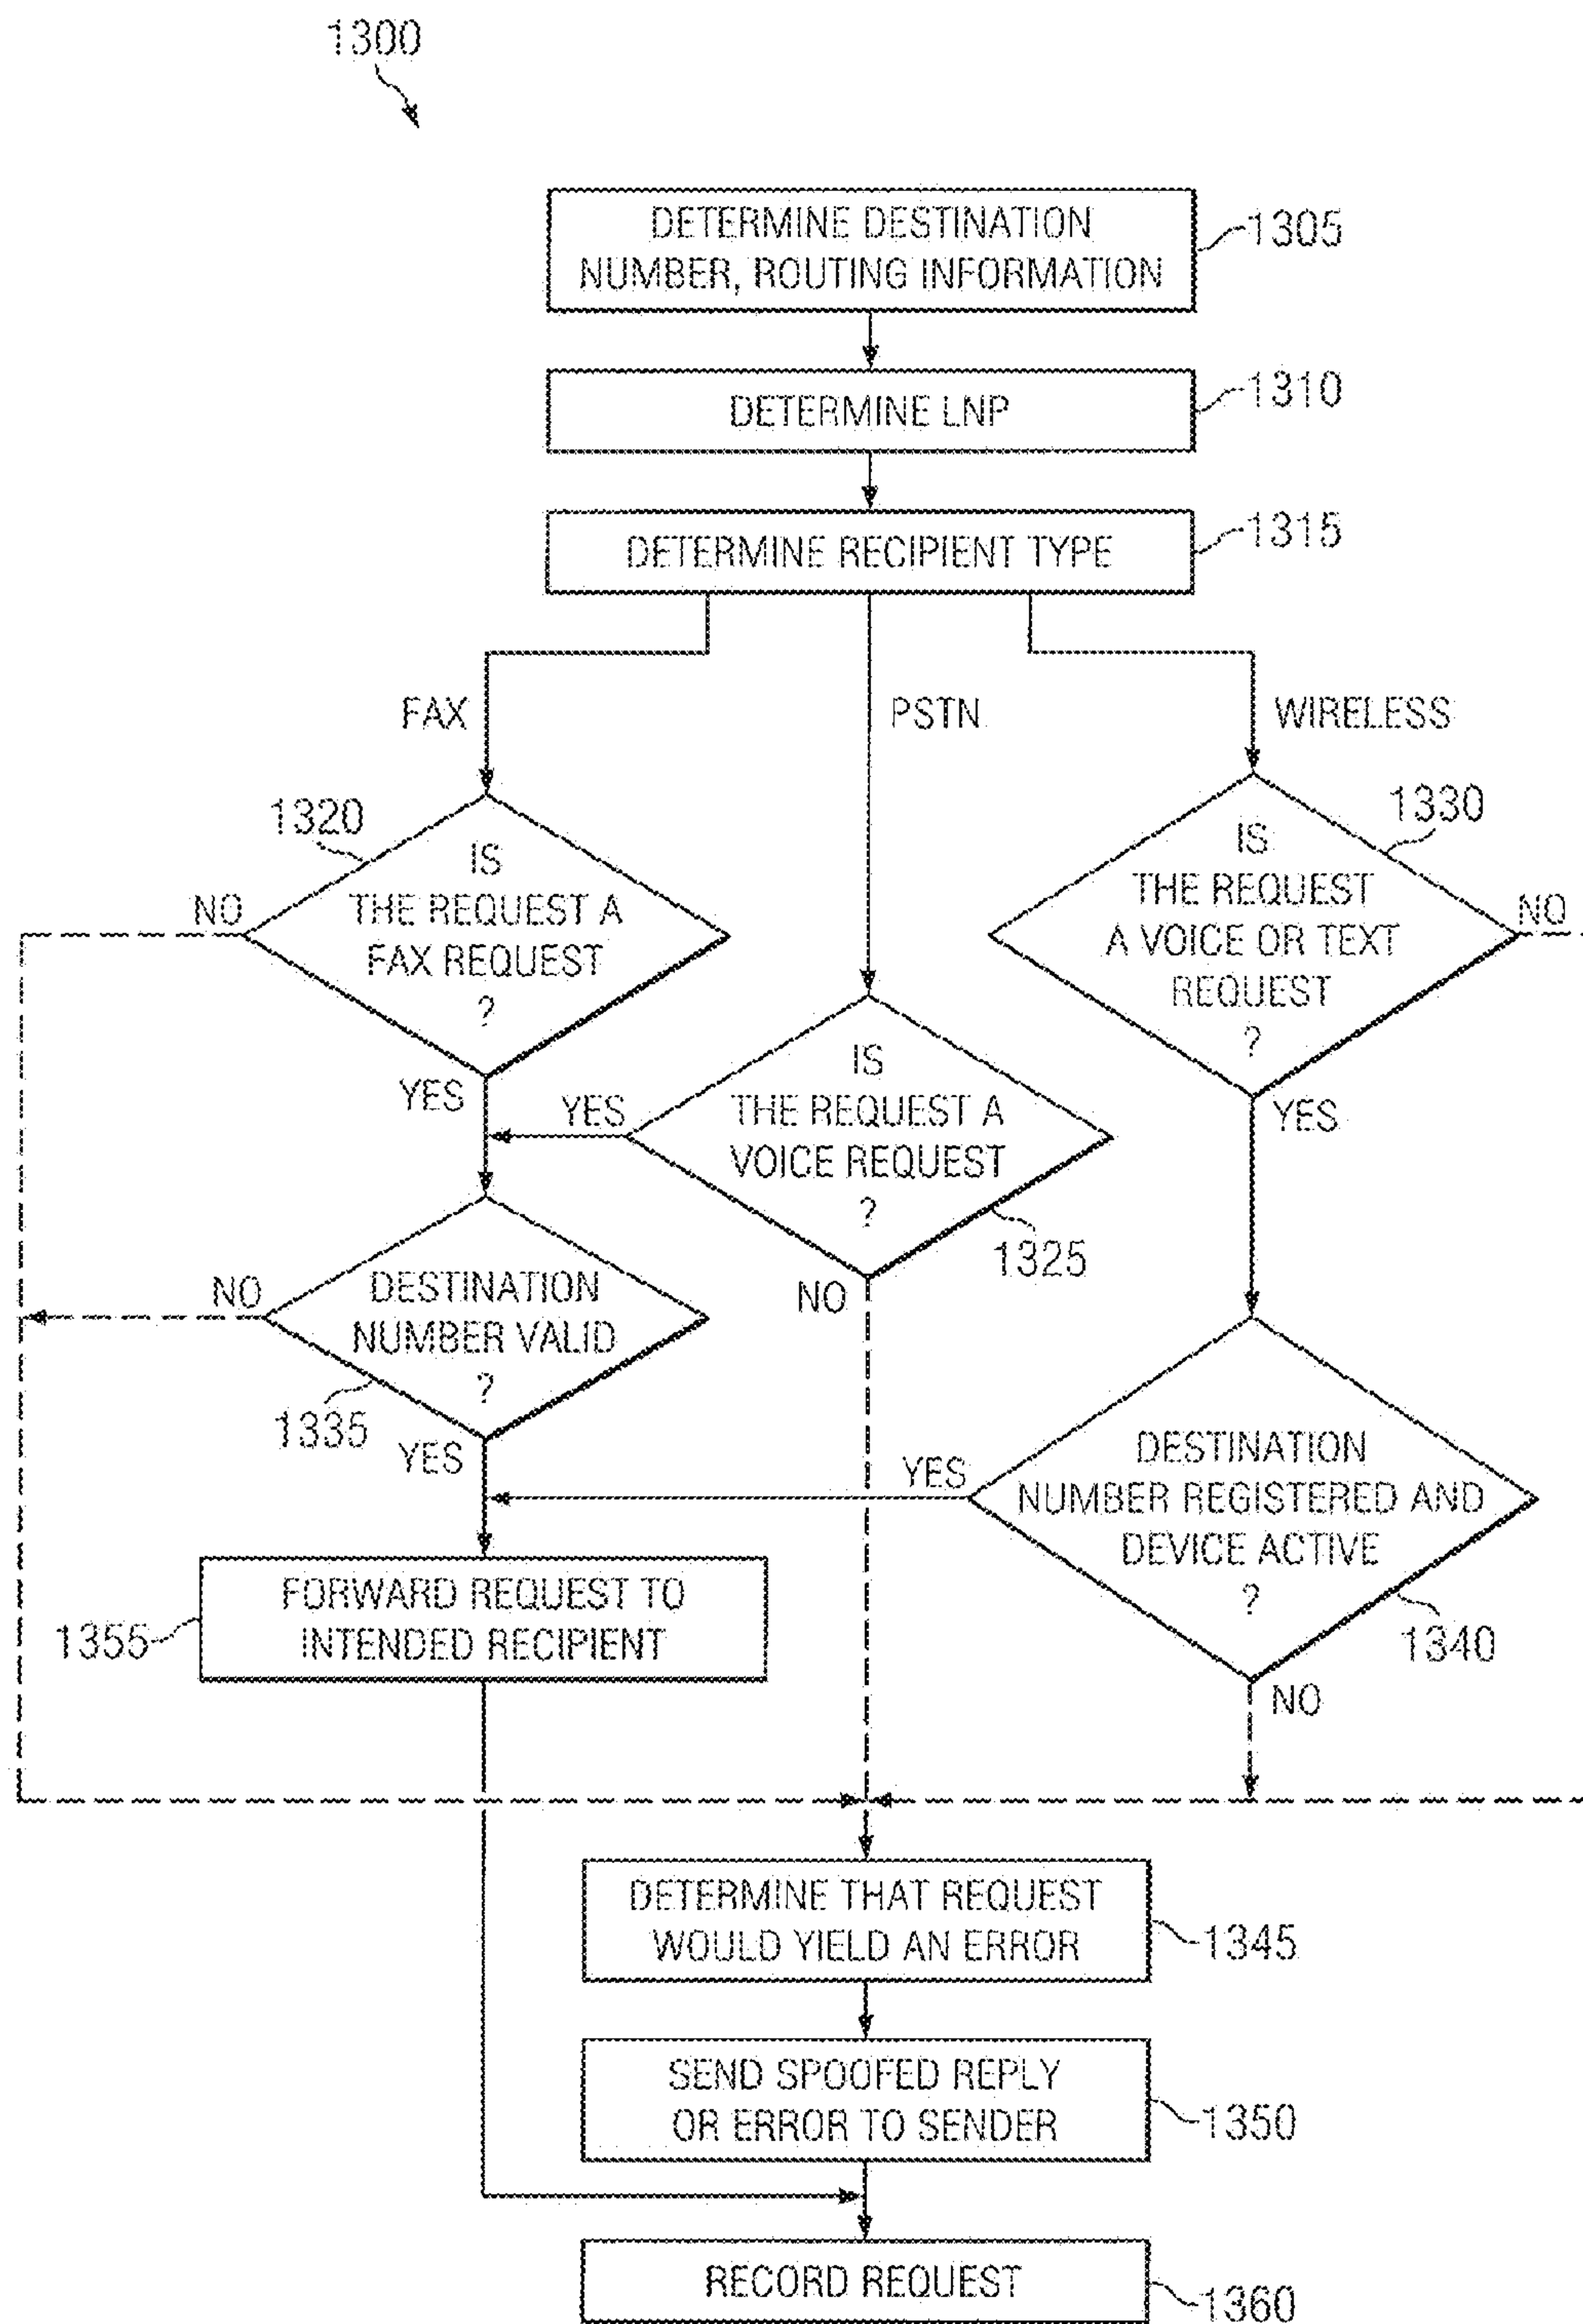 1300
DETERMINE DESTINATION
NUMBER, ROUTING INFORMATION
1305
DETERMINE LNP
1310
DETERMINE RECIPIENT TYPE
1315
FAX
PSTN
WIRELESS
1320
IS
THE REQUEST A
FAX REQUEST
?
NO
YES
1330
IS
THE REQUEST
A VOICE OR TEXT
REQUEST
?
NO
YES
IS
THE REQUEST A
VOICE REQUEST
?
YES
1325
NO
DESTINATION
NUMBER VALID
?
NO
1335
YES
DESTINATION
NUMBER REGISTERED AND
DEVICE ACTIVE
?
YES
1340
NO
FORWARD REQUEST TO
INTENDED RECIPIENT
1355
DETERMINE THAT REQUEST
WOULD YIELD AN ERROR
1345
SEND SPOOFED REPLY
OR ERROR TO SENDER
1350
RECORD REQUEST
1360